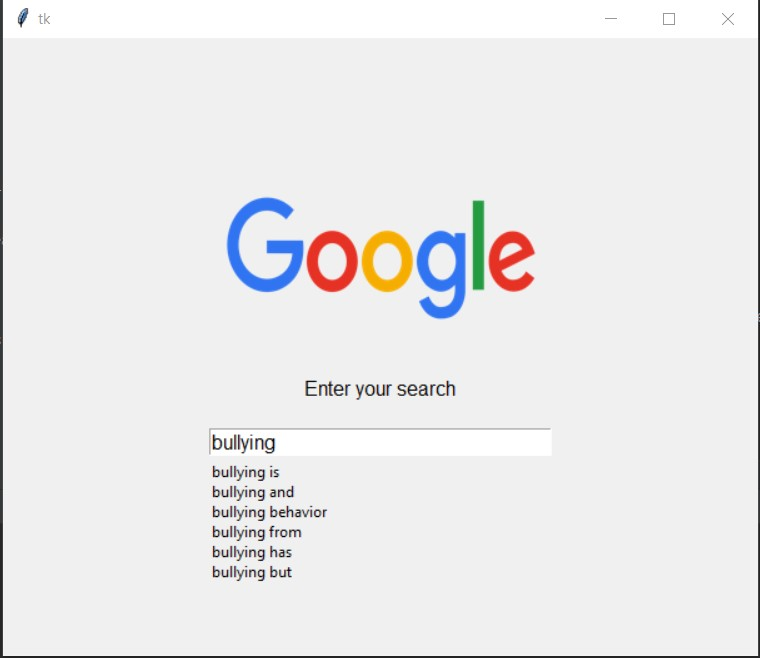 tk
Google
Enter your search
bullying
bullying is
bullying and
bullying behavior
bullying from
bullying has
bullying but